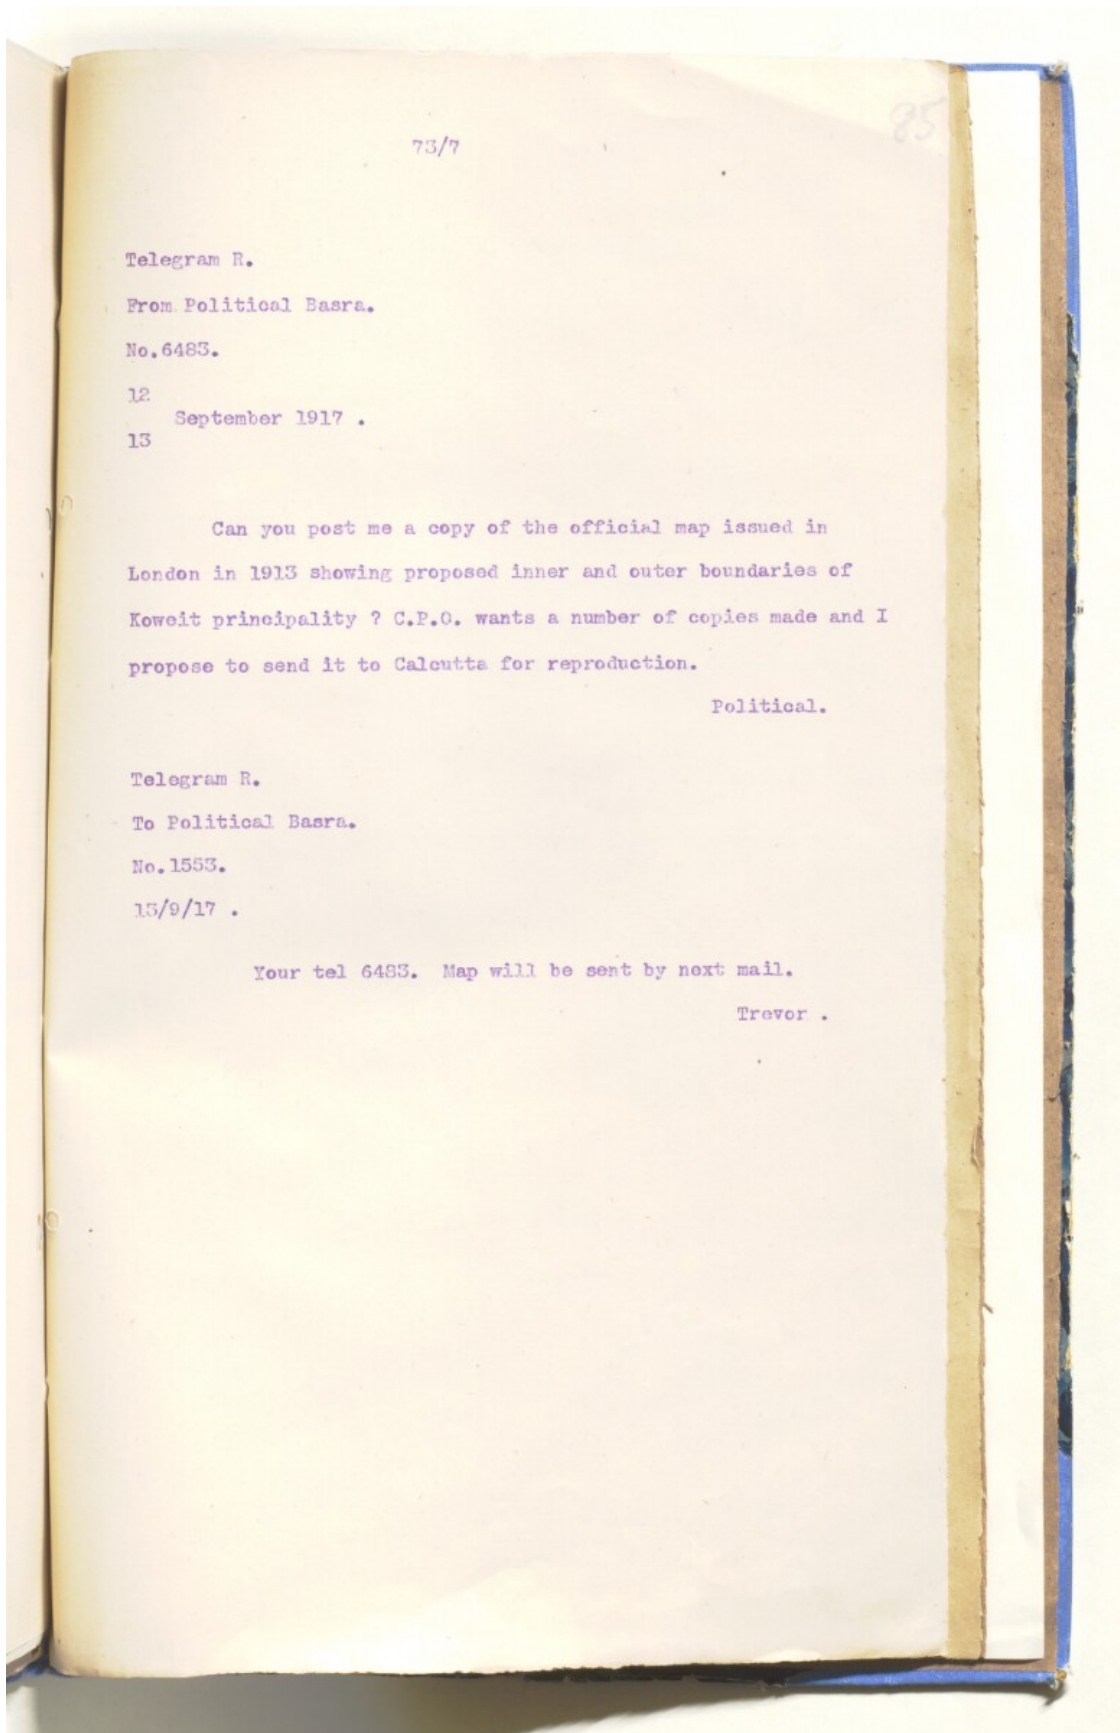 85
73/7
Telegram R.
From Political Basra.
No.6483.
12
September 1917 .
13
Can you post me a copy of the official map issued in
London in 1913 showing proposed inner and outer boundaries of
Koweit principality ? C.P.O. wants a number of copies made and I
propose to send it to Calcutta for reproduction.
Political.
Telegram R.
To Political Basra.
No.1553.
13/9/17 .
Your tel 6483. Map will be sent by next mail.
Trevor .